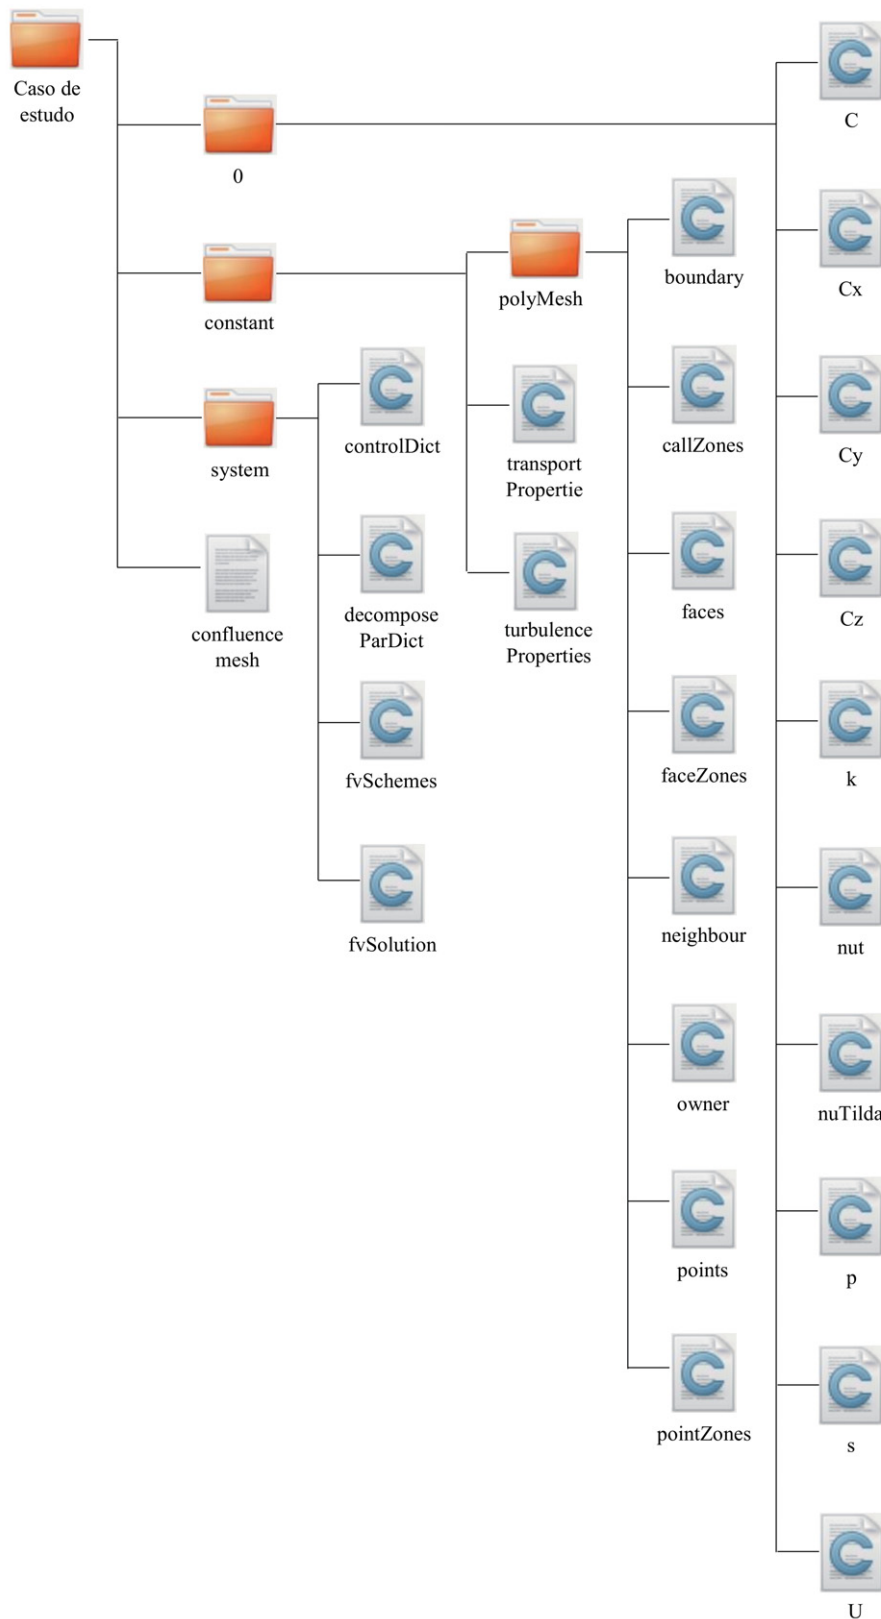 Caso de
estudo
0
constant
system
confluence
mesh
controlDict
decompose
ParDict
fvSchemes
fvSolution
polyMesh
transport
Propertie
turbulence
Properties
boundary
callZones
faces
faceZones
neighbour
owner
points
pointZones
C
Cx
Cy
Cz
k
nut
nuTilda
p
s
U